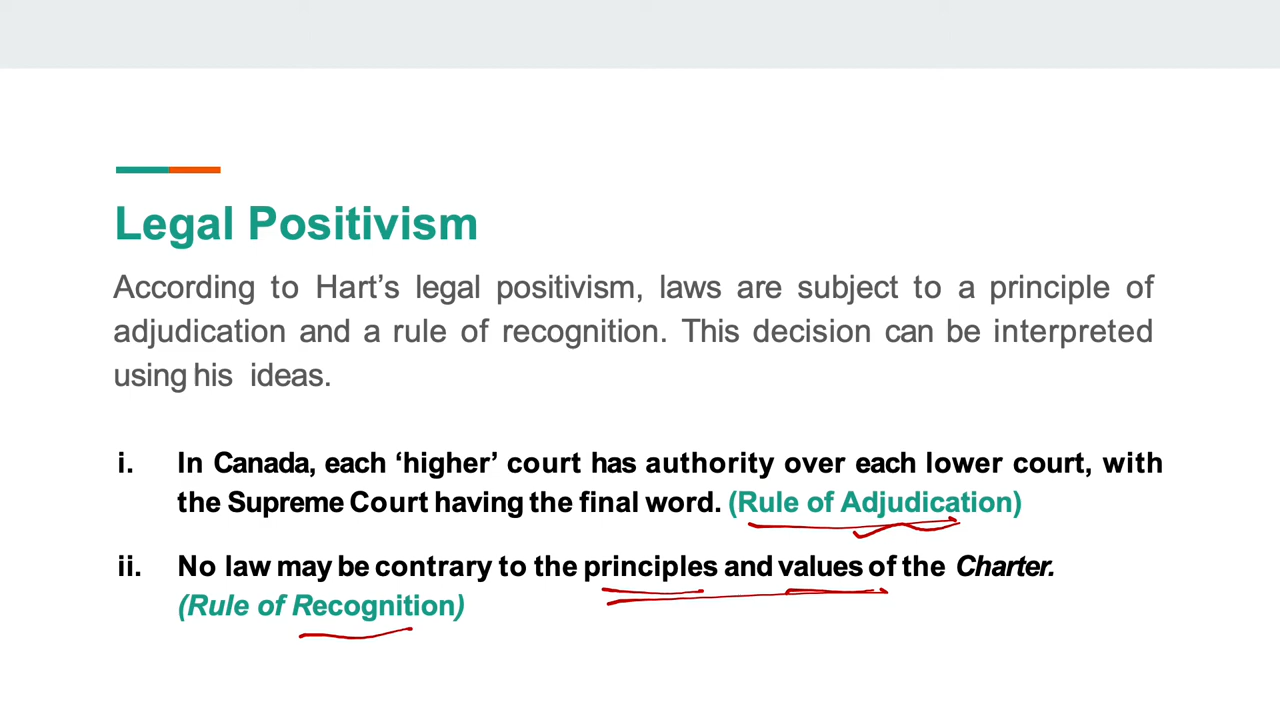 Legal Positivism
According to Hart’s legal positivism, laws are subject to a principle of
adjudication and a rule of recognition. This decision can be interpreted
using his ideas.
i. In Canada, each ‘higher’ court has authority over each lower court, with
the Supreme Court having the final word. (Rule of Adjudication)
ii. No law may be contrary to the principles and values of the Charter.
(Rule of Recognition)